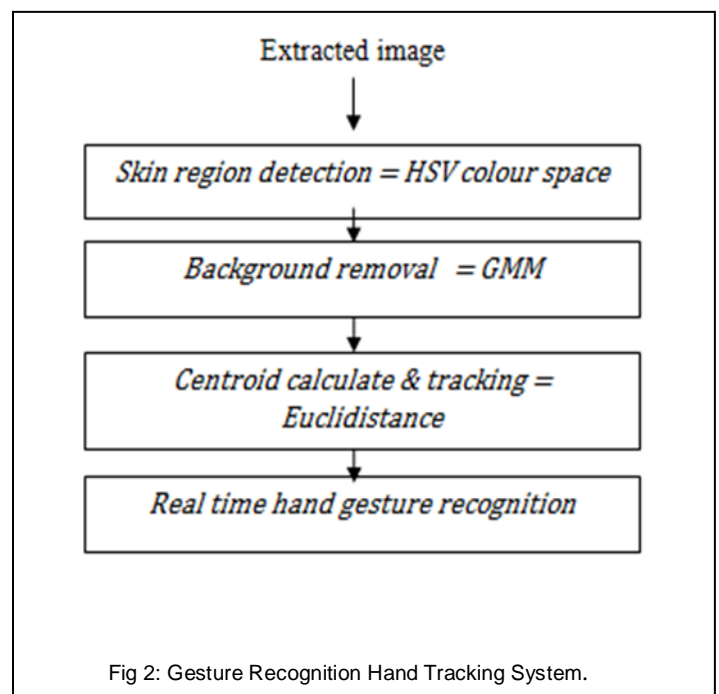 Extracted image
Skin region detection = HSV colour space
Background removal = GMM
Centroid calculate & tracking =
Euclidistance
Real time hand gesture recognition
Fig 2: Gesture Recognition Hand Tracking System.